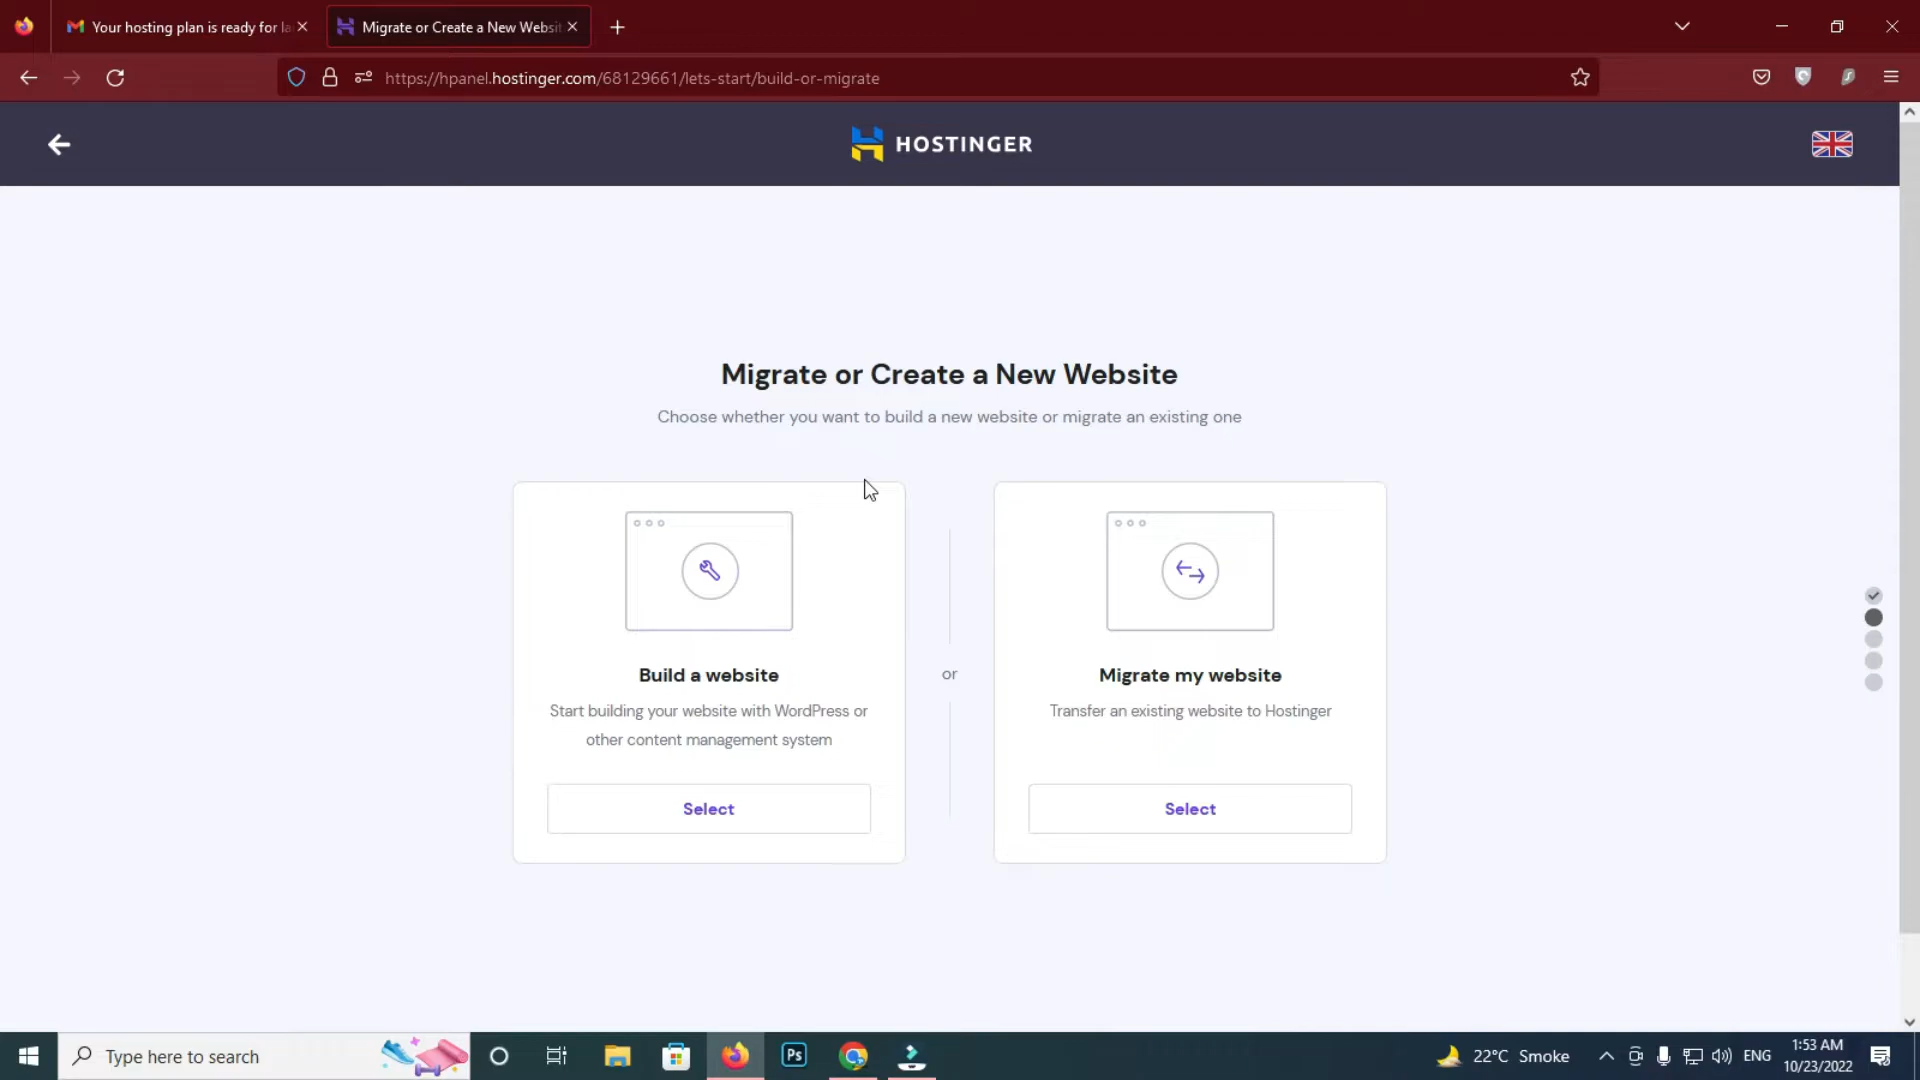 Your hosting plan is ready for la
Migrate or Create a New Websit
https://hpanel.hostinger.com/68129661/lets-start/build-or-migrate
HOSTINGER
Migrate or Create a New Website
Choose whether you want to build a new website or migrate an existing one
Build a website
Start building your website with WordPress or
other content management system
Select
or
Migrate my website
Transfer an existing website to Hostinger
Select
Type here to search
Ps
22°C Smoke
ENG
1:53 AM
10/23/2022